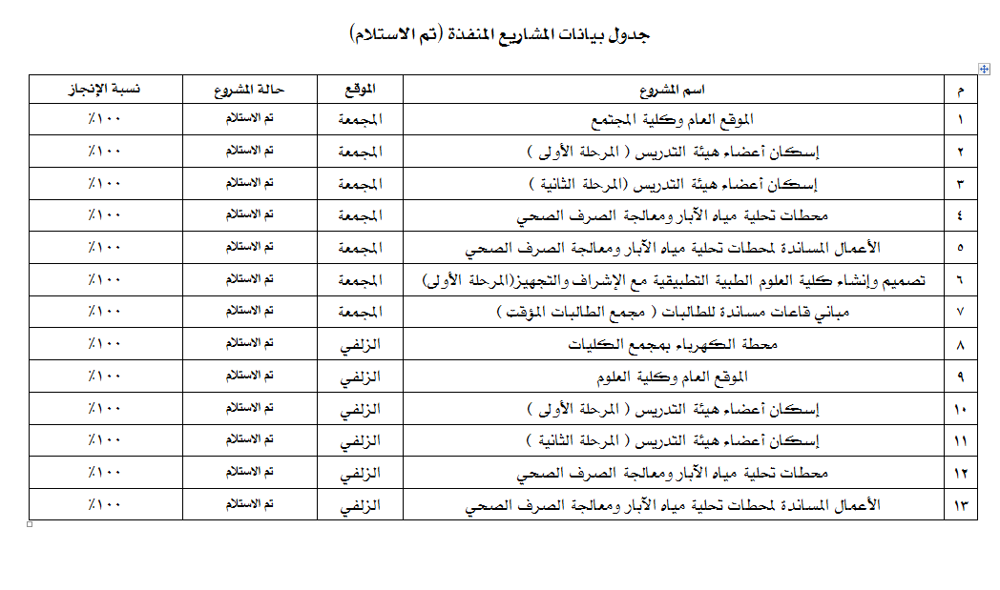 جدول بيانات المشاريع المنفذة (تم الاستلام)
م اسم المشروع الموقع حالة المشروع نسبة الإنجاز
١ الموقع العام وكلية المجتمع المجمعة تم الاستلام ١٠٠٪
٢ إسكان أعضاء هيئة التدريس ( المرحلة الأولى ) المجمعة تم الاستلام ١٠٠٪
٣ إسكان أعضاء هيئة التدريس (المرحلة الثانية ) المجمعة تم الاستلام ١٠٠٪
٤ محطات تحلية مياه الآبار ومعالجة الصرف الصحي المجمعة تم الاستلام ١٠٠٪
٥ الأعمال المساندة لمحطات تحلية مياه الآبار ومعالجة الصرف الصحي المجمعة تم الاستلام ١٠٠٪
٦ تصميم وإنشاء كلية العلوم الطبية التطبيقية مع الإشراف والتجهيز(المرحلة الأولى) المجمعة تم الاستلام ١٠٠٪
٧ مباني قاعات مساندة للطالبات ( مجمع الطالبات المؤقت ) المجمعة تم الاستلام ١٠٠٪
٨ محطة الكهرباء بمجمع الكليات الزلفي تم الاستلام ١٠٠٪
٩ الموقع العام وكلية العلوم الزلفي تم الاستلام ١٠٠٪
١٠ إسكان أعضاء هيئة التدريس ( المرحلة الأولى ) الزلفي تم الاستلام ١٠٠٪
١١ إسكان أعضاء هيئة التدريس ( المرحلة الثانية ) الزلفي تم الاستلام ١٠٠٪
١٢ محطات تحلية مياه الآبار ومعالجة الصرف الصحي الزلفي تم الاستلام ١٠٠٪
١٣ الأعمال المساندة لمحطات تحلية مياه الآبار ومعالجة الصرف الصحي الزلفي تم الاستلام ١٠٠٪